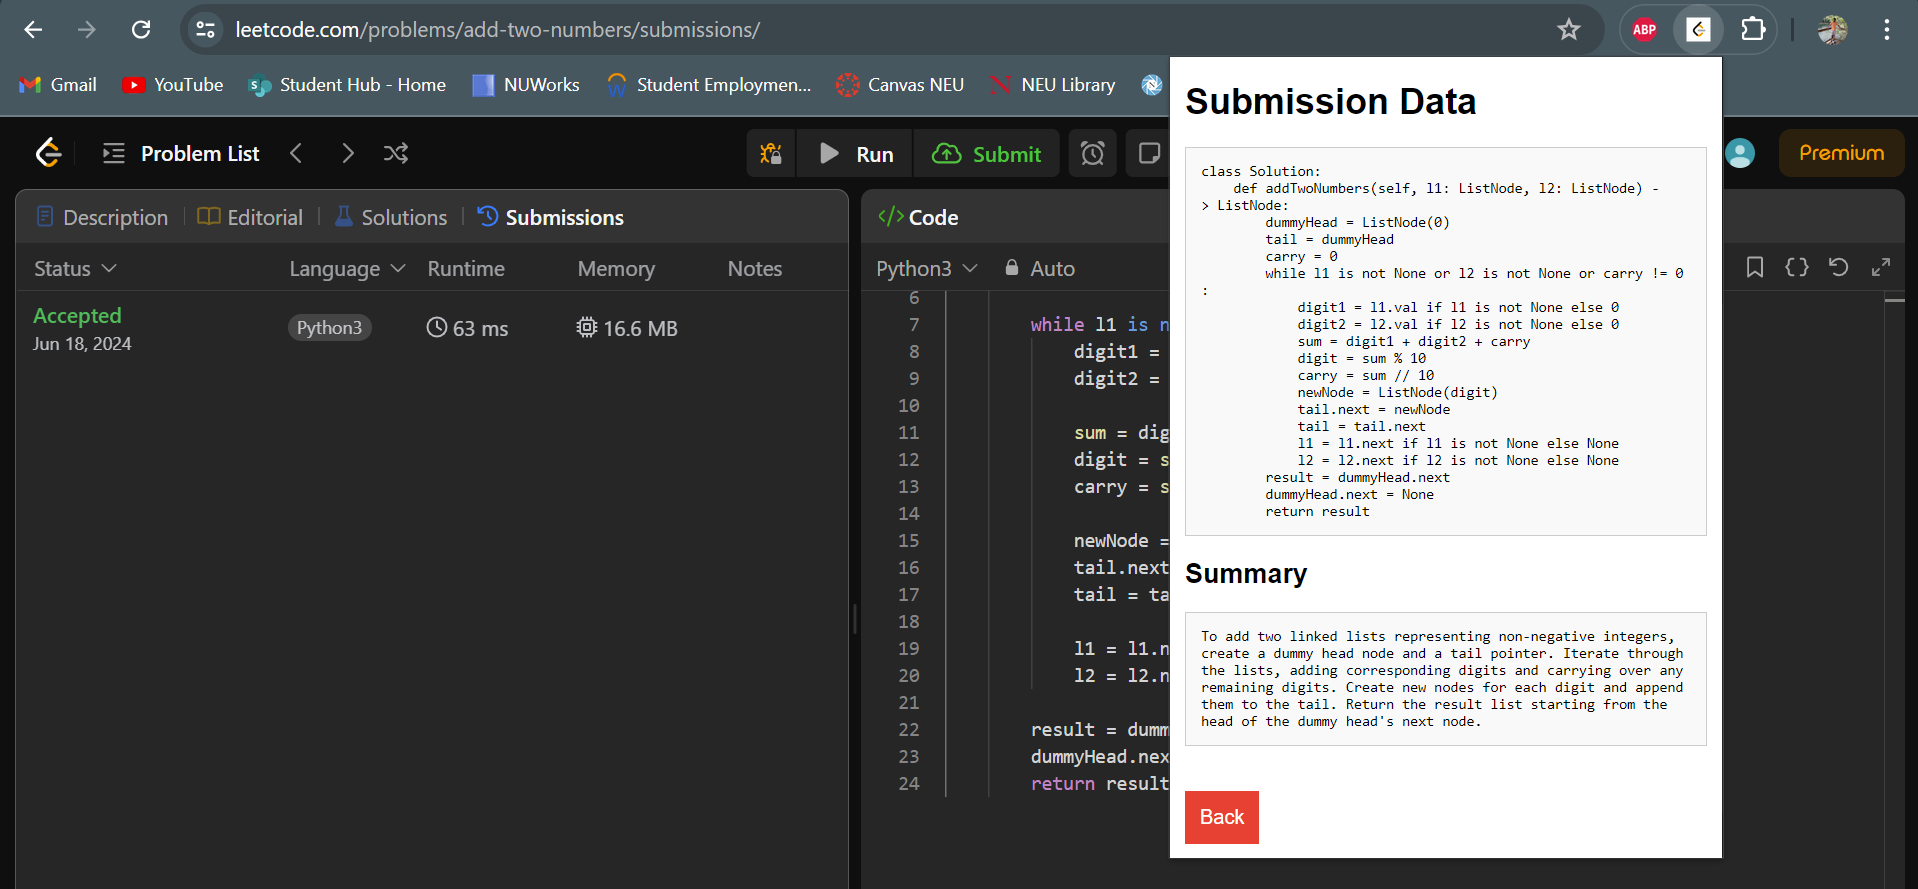 leetcode.com/problems/add-two-numbers/submissions/
ABP
Gmail
YouTube
Student Hub - Home
NUWorks
Student Employmen...
Canvas NEU
NEU Library
Problem List
Run
Submit
Premium
Description
Editorial
Solutions
Submissions
Status
Language
Runtime
Memory
Notes
Accepted
Jun 18, 2024
Python3
63 ms
16.6 MB
</> Code
Python3
Auto
6
7 while l1 is n
8 digit1 =
9 digit2 =
10
11 sum = dig
12 digit = s
13 carry = s
14
15 newNode =
16 tail.next
17 tail = ta
18
19 l1 = l1.n
20 l2 = l2.n
21
22 result = dumm
23 dummyHead.nex
24 return result
Submission Data
class Solution:
def addTwoNumbers(self, l1: ListNode, l2: ListNode) -
> ListNode:
dummyHead = ListNode(0)
tail = dummyHead
carry = 0
while l1 is not None or l2 is not None or carry != 0
:
digit1 = l1.val if l1 is not None else 0
digit2 = l2.val if l2 is not None else 0
sum = digit1 + digit2 + carry
digit = sum % 10
carry = sum // 10
newNode = ListNode(digit)
tail.next = newNode
tail = tail.next
l1 = l1.next if l1 is not None else None
l2 = l2.next if l2 is not None else None
result = dummyHead.next
dummyHead.next = None
return result
Summary
To add two linked lists representing non-negative integers,
create a dummy head node and a tail pointer. Iterate through
the lists, adding corresponding digits and carrying over any
remaining digits. Create new nodes for each digit and append
them to the tail. Return the result list starting from the
head of the dummy head's next node.
Back